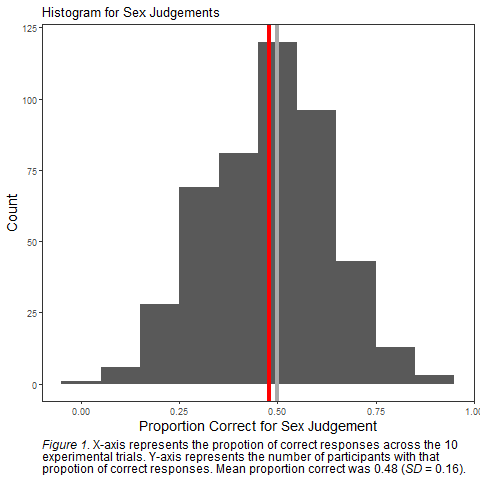 Histogram for Sex Judgements
125
100
75
50
25
0
Count
0.00 0.25 0.50 0.75 1.00
Proportion Correct for Sex Judgement
Figure 1. X-axis represents the propotion of correct responses across the 10
experimental trials. Y-axis represents the number of participants with that
propotion of correct responses. Mean proportion correct was 0.48 (SD = 0.16).